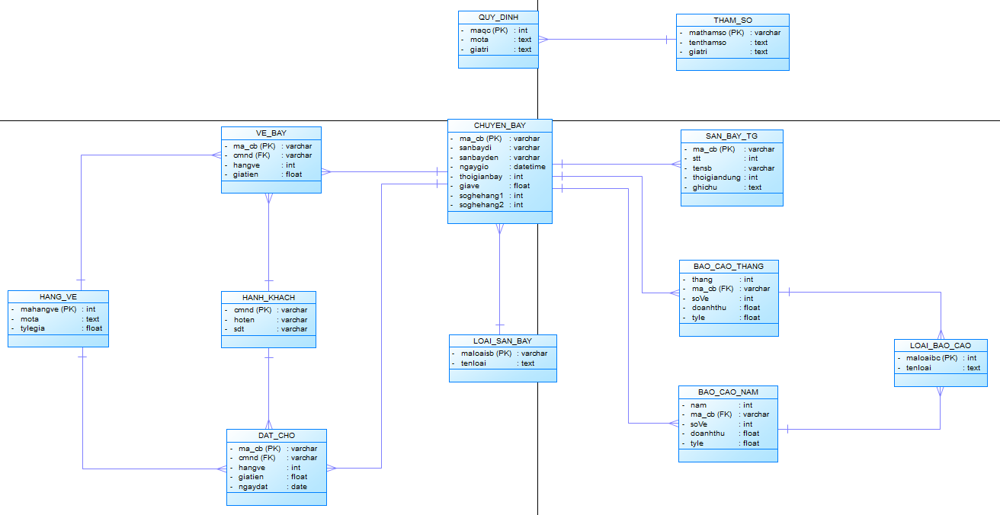 QUY_DINH
- maqc (PK) : int
- mota : text
- giatri : text
THAM_SO
- mathamso (PK) : varchar
- tenthamso : text
- giatri : text
VE_BAY
- ma_cb (PK) : varchar
- cmnd (FK) : varchar
- hangve : int
- giatien : float
CHUYEN_BAY
- ma_cb (PK) : varchar
- sanbaydi : varchar
- sanbayden : varchar
- ngaygio : datetime
- thoigianbay : int
- giave : float
- soghehang1 : int
- soghehang2 : int
SAN_BAY_TG
- ma_cb (PK) : varchar
- stt : int
- tensb : varchar
- thoigiandung : int
- ghichu : text
HANG_VE
- mahangve (PK) : int
- mota : text
- tylegia : float
HANH_KHACH
- cmnd (PK) : varchar
- hoten : varchar
- sdt : varchar
LOAI_SAN_BAY
- maloaisb (PK) : varchar
- tenloai : text
BAO_CAO_THANG
- thang : int
- ma_cb (FK) : varchar
- soVe : int
- doanhthu : float
- tyle : float
LOAI_BAO_CAO
- maloaibc (PK) : int
- tenloai : text
DAT_CHO
- ma_cb (PK) : varchar
- cmnd (FK) : varchar
- hangve : int
- giatien : float
- ngaydat : date
BAO_CAO_NAM
- nam : int
- ma_cb (FK) : varchar
- soVe : int
- doanhthu : float
- tyle : float